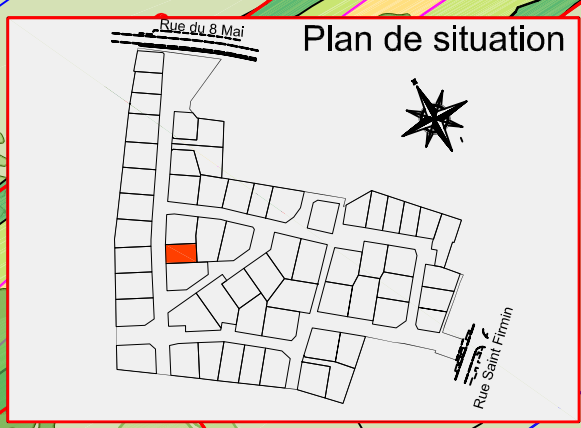 Rue du 8 Mai
Plan de situation
Rue Saint Firmin